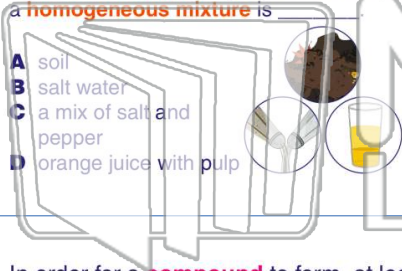 a homogeneous mixture is ____________.
A soil
B salt water
C a mix of salt and
pepper
D orange juice with pulp
In order for a compound to form, at